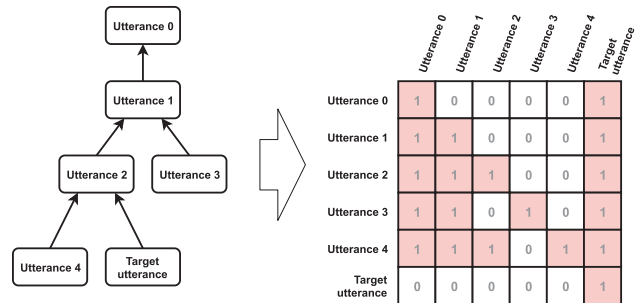 Utterance 0
Utterance 1
Utterance 2
Utterance 3
Utterance 4
Target
utterance
Utterance 0
Utterance 1
Utterance 2
Utterance 3
Utterance 4
Target
utterance
Utterance 0
1 0 0 0 0 1
Utterance 1
1 1 0 0 0 1
Utterance 2
1 1 1 0 0 1
Utterance 3
1 1 0 1 0 1
Utterance 4
1 1 1 0 1 1
Target
utterance
0 0 0 0 0 1